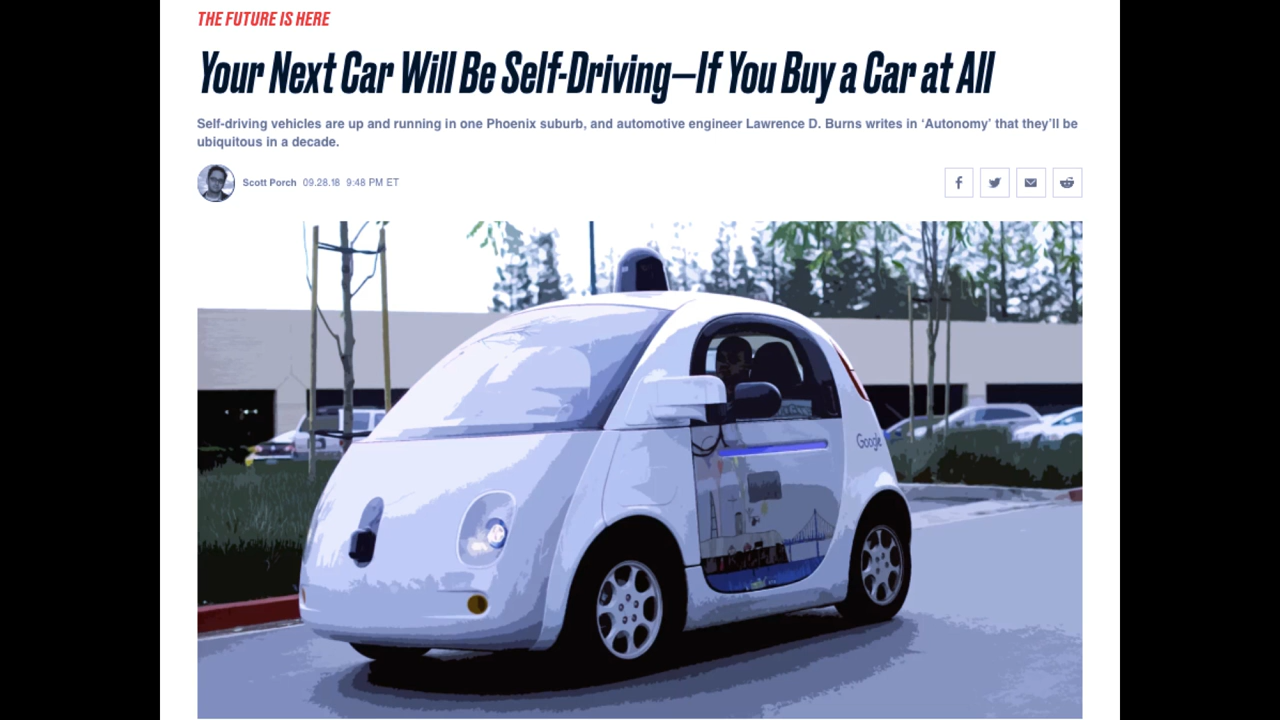 THE FUTURE IS HERE
Your Next Car Will Be Self-Driving—If You Buy a Car at All
Self-driving vehicles are up and running in one Phoenix suburb, and automotive engineer Lawrence D. Burns writes in ‘Autonomy’ that they’ll be
ubiquitous in a decade.
Scott Porch 09.28.18 9:48 PM ET
Google